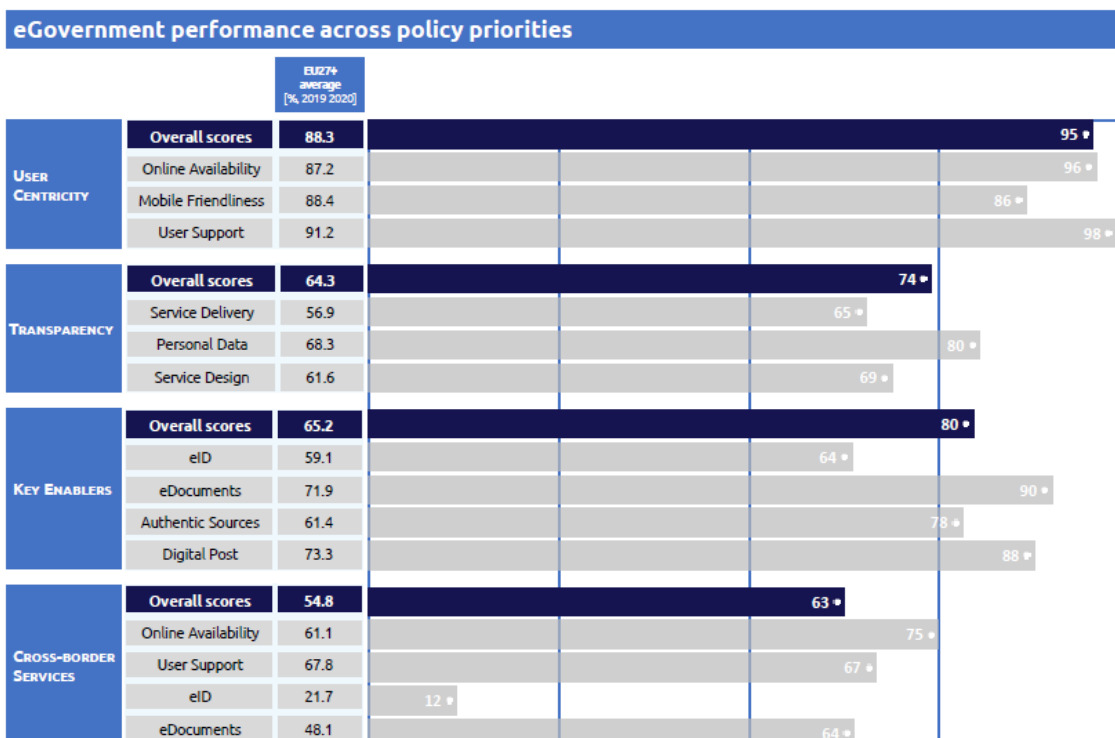 eGovernment performance across policy priorities
EU27+
average
[%, 2019 2020]
USER
CENTRICITY
Overall scores 88.3 95
Online Availability 87.2 96
Mobile Friendliness 88.4 86
User Support 91.2 98
TRANSPARENCY
Overall scores 64.3 74
Service Delivery 56.9 65
Personal Data 68.3 80
Service Design 61.6 69
KEY ENABLERS
Overall scores 65.2 80
eID 59.1 64
eDocuments 71.9 90
Authentic Sources 61.4 78
Digital Post 73.3 88
CROSS-BORDER
SERVICES
Overall scores 54.8 63
Online Availability 61.1 75
User Support 67.8 67
eID 21.7 12
eDocuments 48.1 64